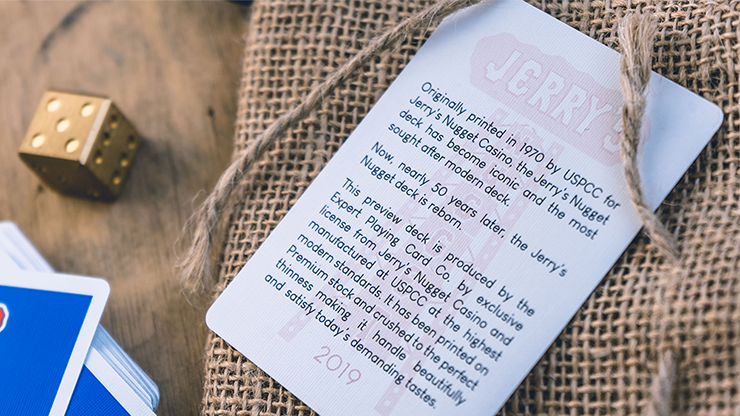 JERRY'S
Originally printed in 1970 by USPCC for
Jerry's Nugget Casino, the Jerry's Nugget
deck has become iconic and the most
sought after modern deck.
Now, nearly 50 years later, the Jerry's
Nugget deck is reborn.
This preview deck is produced by the
Expert Playing Card Co. by exclusive
license from Jerry's Nugget Casino and
manufactured at USPCC at the highest
modern standards. It has been printed on
Premium stock and crushed to the perfect
thinness making it handle beautifully
and satisfy today's demanding tastes.
2019